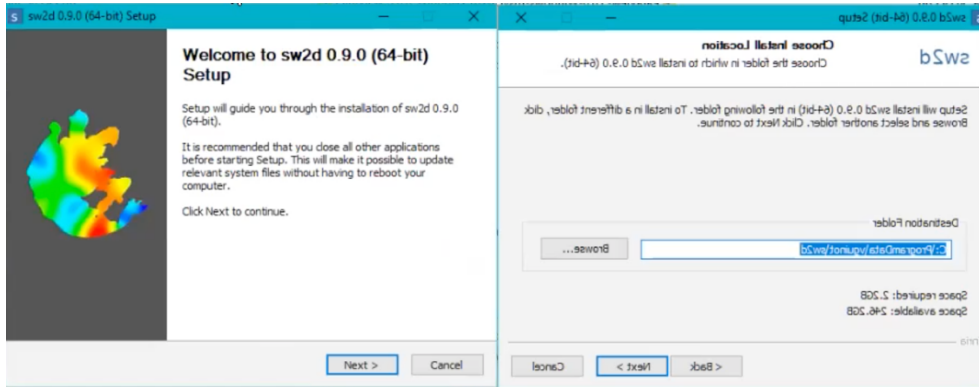 sw2d 0.9.0 (64-bit) Setup
Welcome to sw2d 0.9.0 (64-bit)
Setup
Setup will guide you through the installation of sw2d 0.9.0
(64-bit).
It is recommended that you close all other applications
before starting Setup. This will make it possible to update
relevant system files without having to reboot your
computer.
Click Next to continue.
Next >
Cancel
sw2d 0.9.0 (64-bit) Setup
sw2d
Choose Install Location
Choose the folder in which to install sw2d 0.9.0 (64-bit).
Setup will install sw2d 0.9.0 (64-bit) in the following folder. To install in a different folder, click
Browse and select another folder. Click Next to continue.
Destination Folder
C:\ProgramData\vguinot\sw2d
Browse...
Space required: 2.2GB
Space available: 246.2GB
< Back
Next >
Cancel